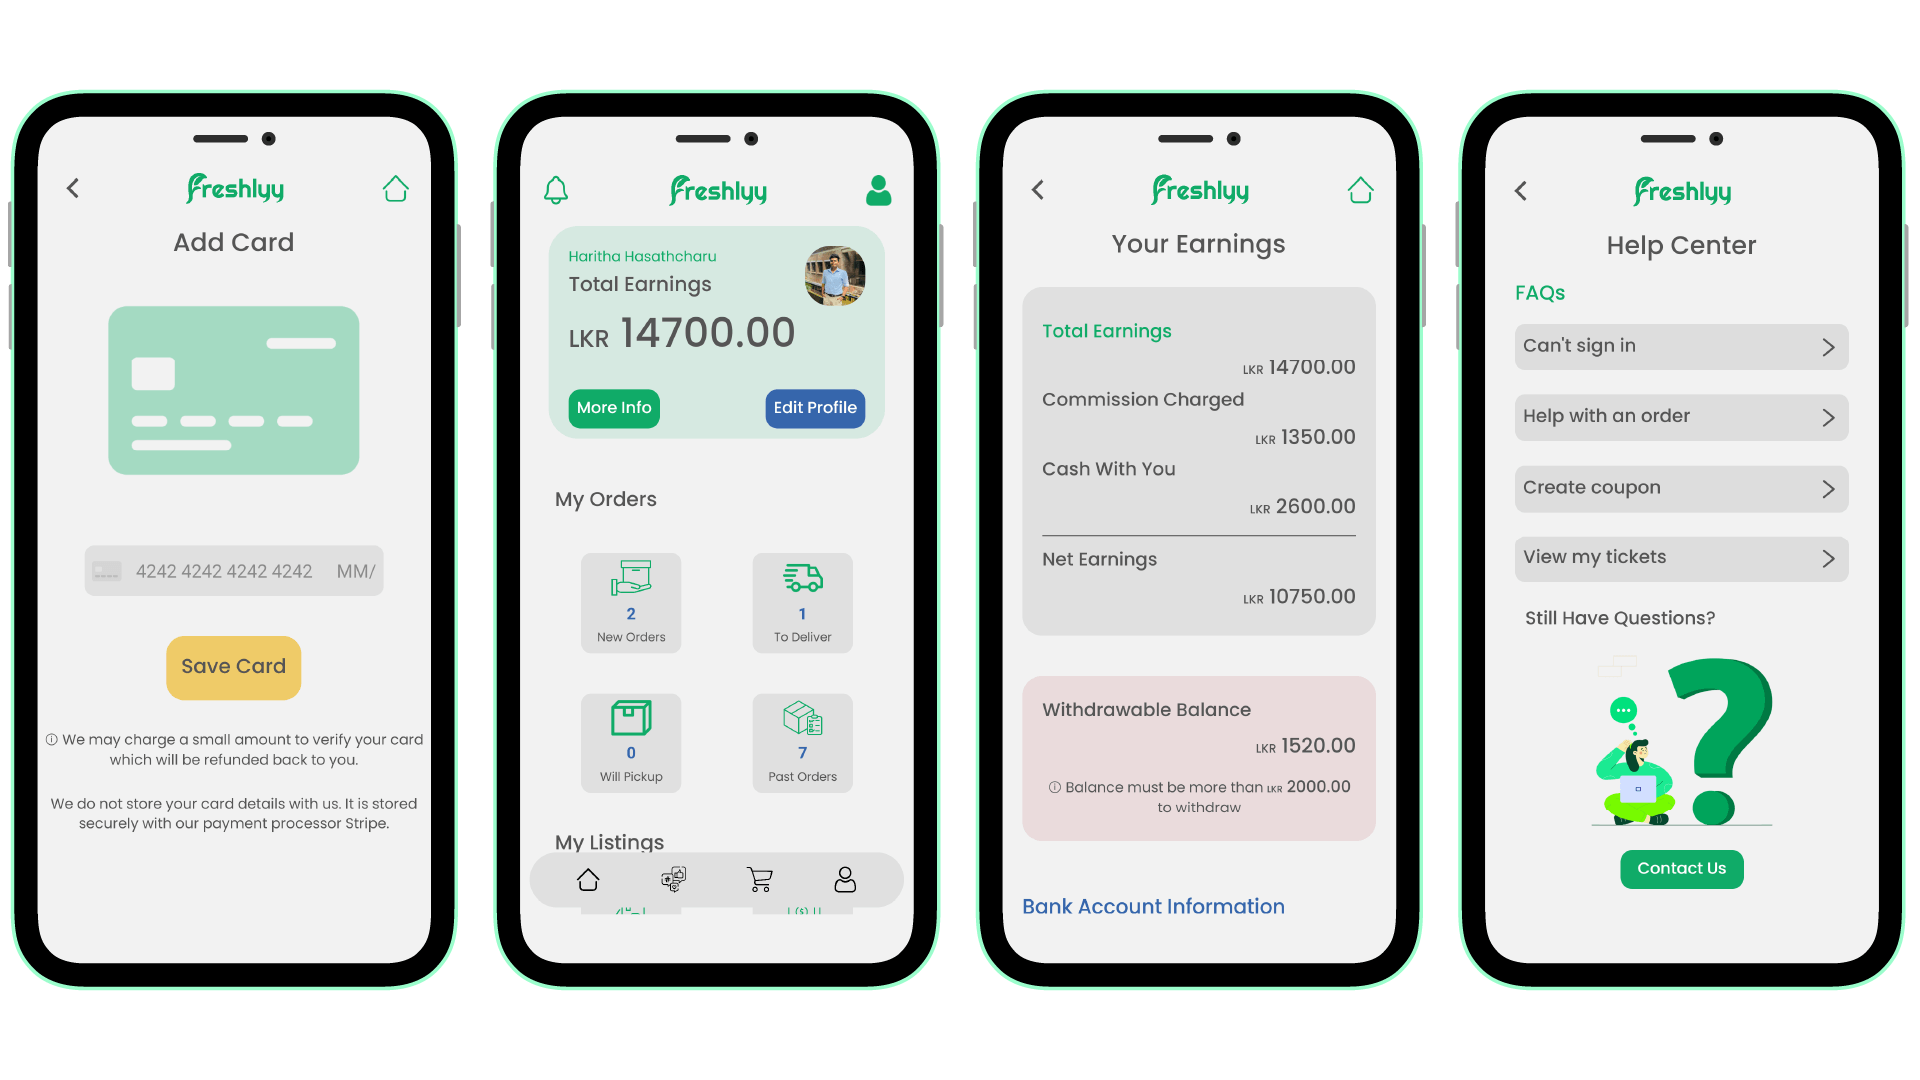 Freshlyy
Add Card
4242 4242 4242 4242 MM/
Save Card
ⓘ We may charge a small amount to verify your card
which will be refunded back to you.
We do not store your card details with us. It is stored
securely with our payment processor Stripe.
Freshlyy
Haritha Hasathcharu
Total Earnings
LKR 14700.00
More Info
Edit Profile
My Orders
2
New Orders
1
To Deliver
0
Will Pickup
7
Past Orders
My Listings
Freshlyy
Your Earnings
Total Earnings
LKR 14700.00
Commission Charged
LKR 1350.00
Cash With You
LKR 2600.00
Net Earnings
LKR 10750.00
Withdrawable Balance
LKR 1520.00
ⓘ Balance must be more than LKR 2000.00
to withdraw
Bank Account Information
Freshlyy
Help Center
FAQs
Can't sign in
Help with an order
Create coupon
View my tickets
Still Have Questions?
Contact Us